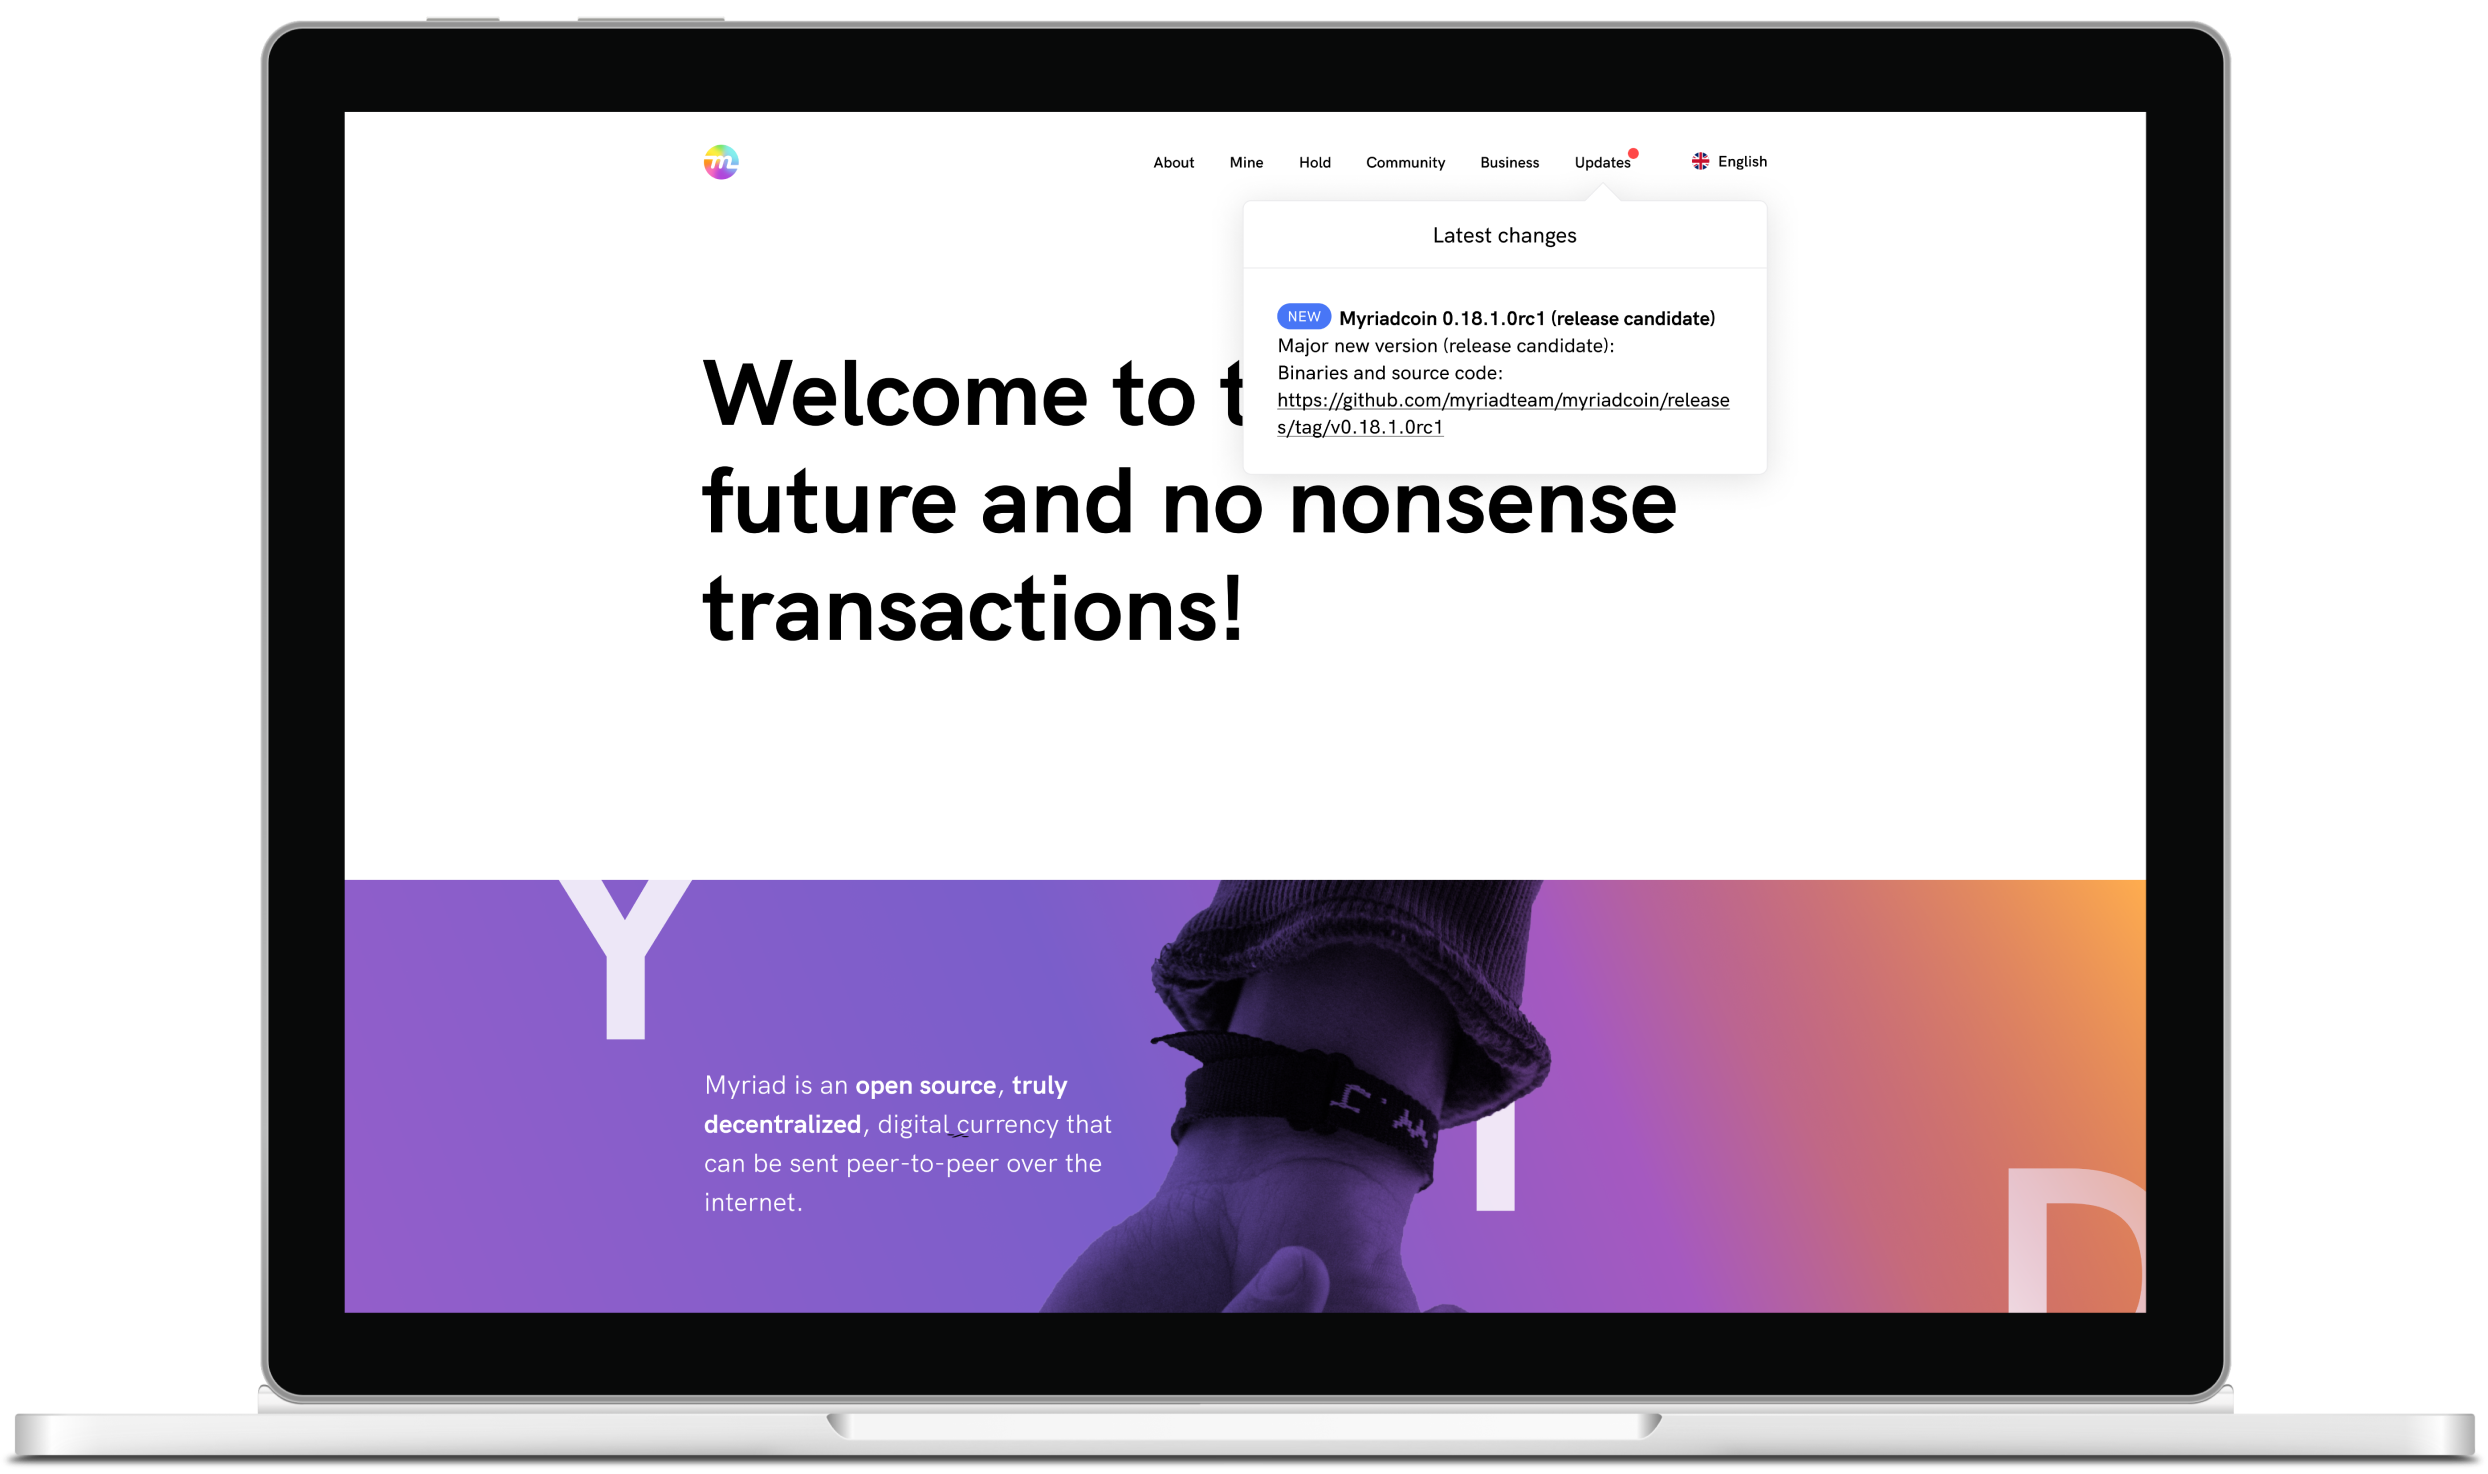 m
About Mine Hold Community Business Updates English
Latest changes
NEW Myriadcoin 0.18.1.0rc1 (release candidate)
Major new version (release candidate):
Binaries and source code:
https://github.com/myriadteam/myriadcoin/release
s/tag/v0.18.1.0rc1
Welcome to t
future and no nonsense
transactions!
Y
I
D
Myriad is an open source, truly
decentralized, digital currency that
can be sent peer-to-peer over the
internet.